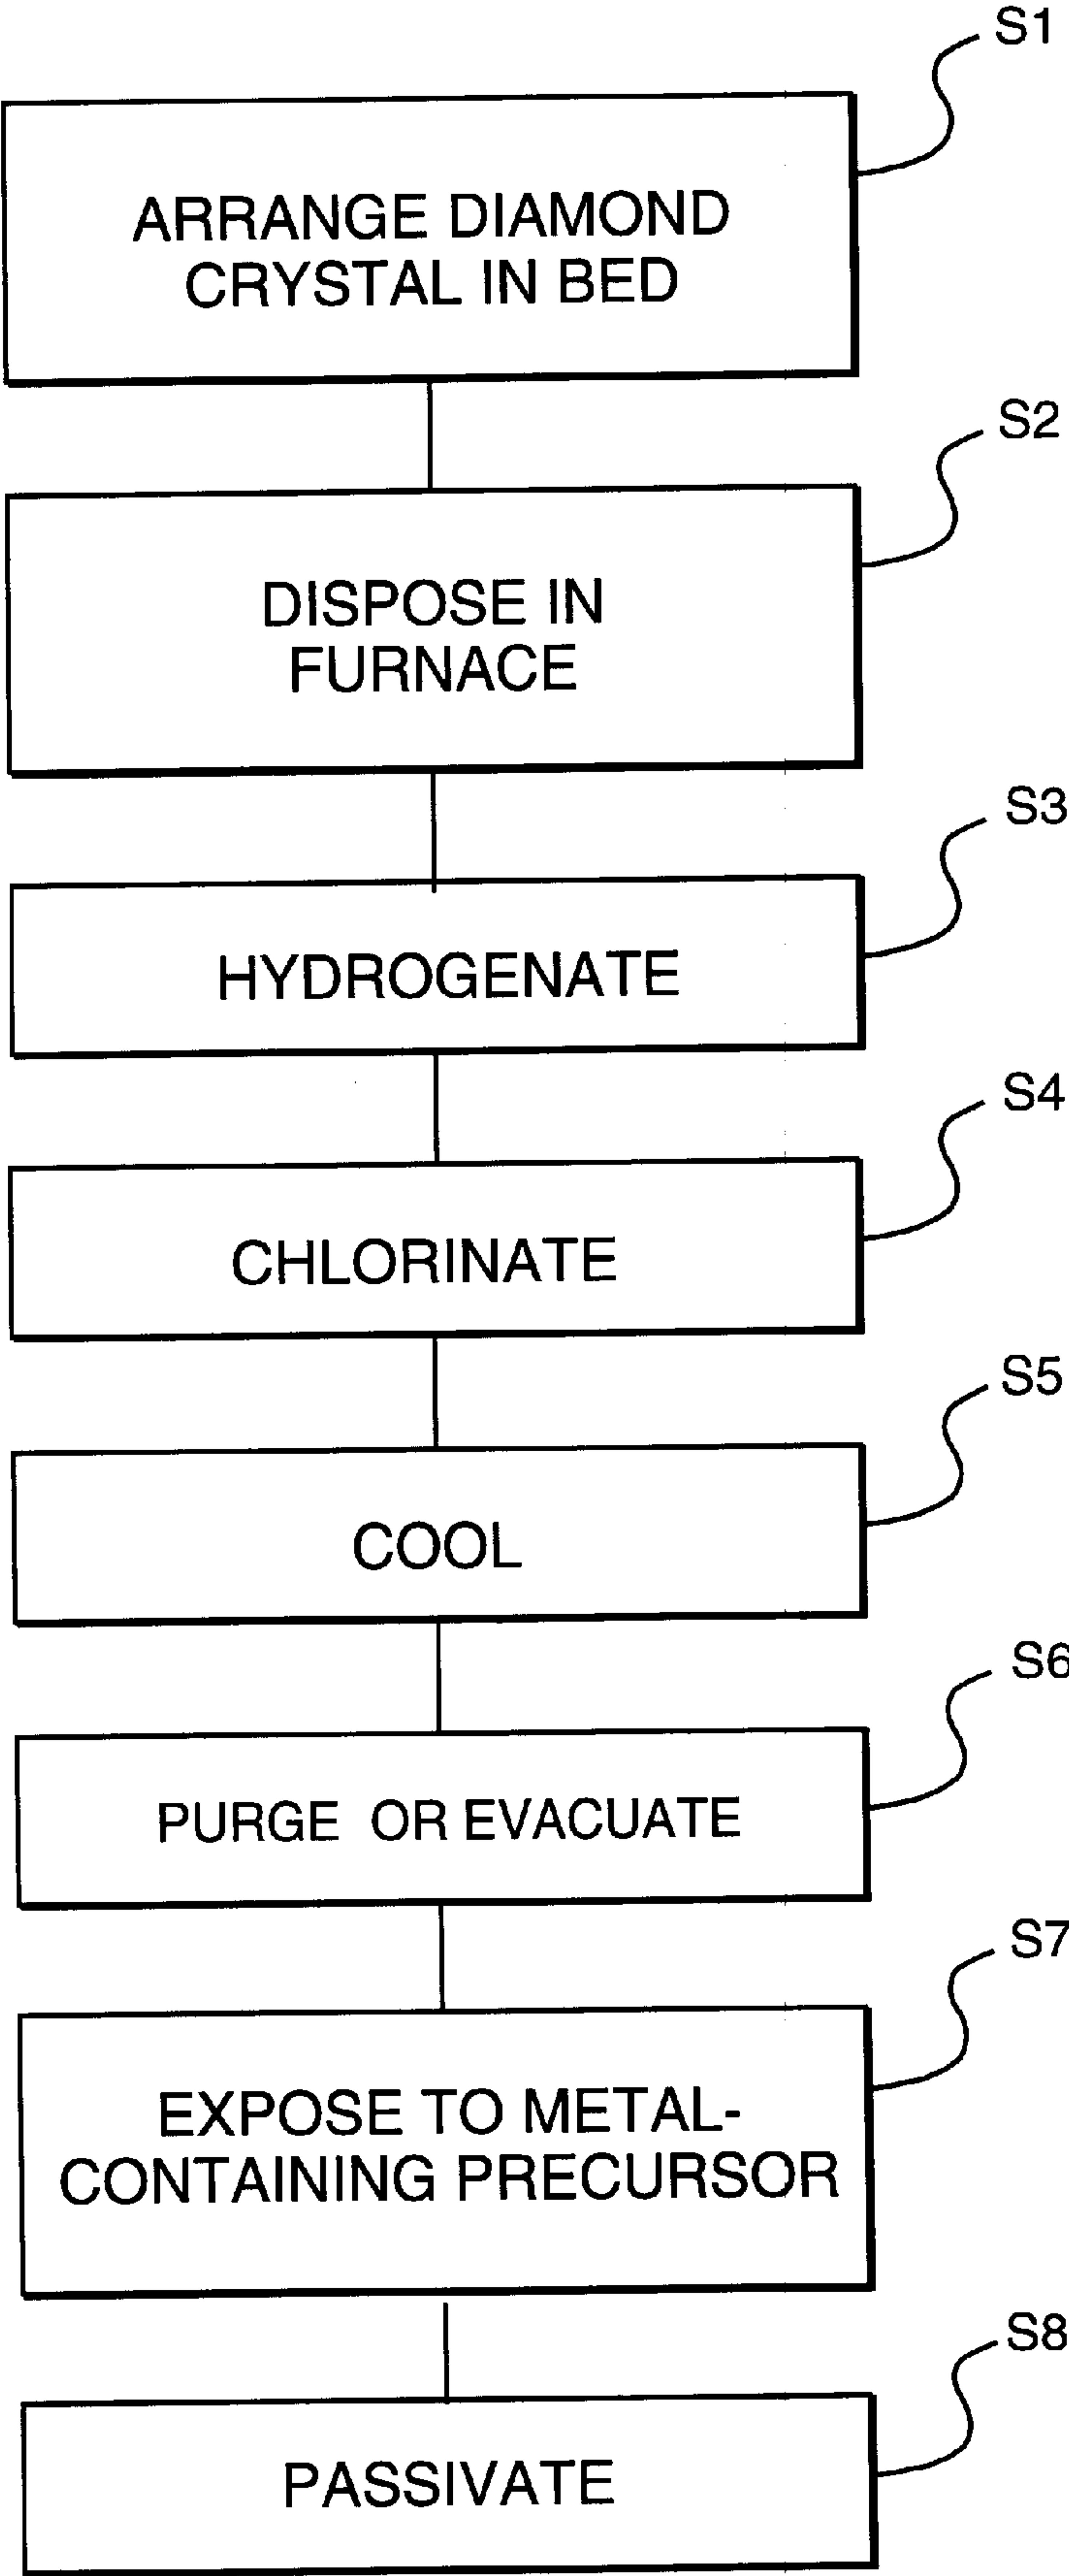 S1
ARRANGE DIAMOND
CRYSTAL IN BED
S2
DISPOSE IN
FURNACE
S3
HYDROGENATE
S4
CHLORINATE
S5
COOL
S6
PURGE OR EVACUATE
S7
EXPOSE TO METAL-
CONTAINING PRECURSOR
S8
PASSIVATE